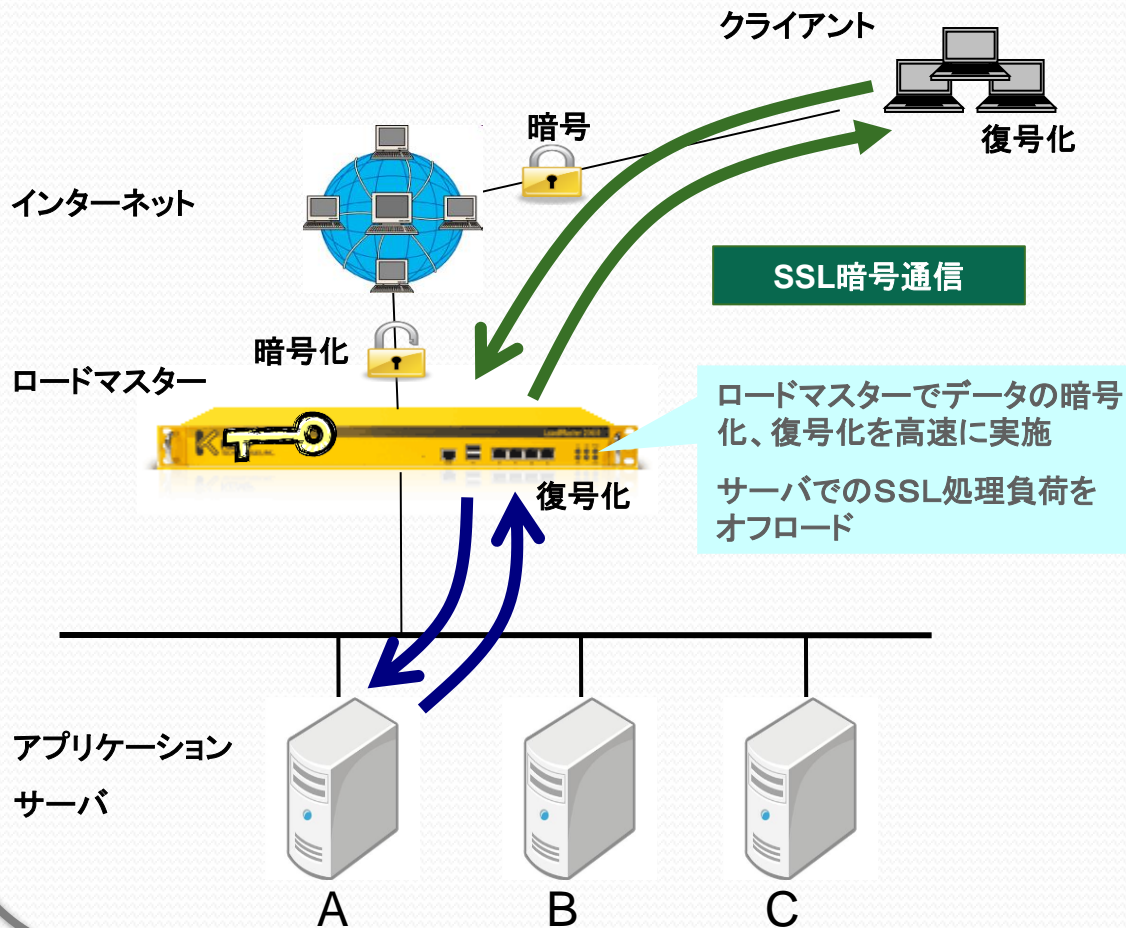 クライアント
暗号
復号化
インターネット
SSL暗号通信
暗号化
ロードマスター
ロードマスターでデータの暗号
化、復号化を高速に実施
サーバでのSSL処理負荷を
オフロード
復号化
アプリケーション
サーバ
A
B
C